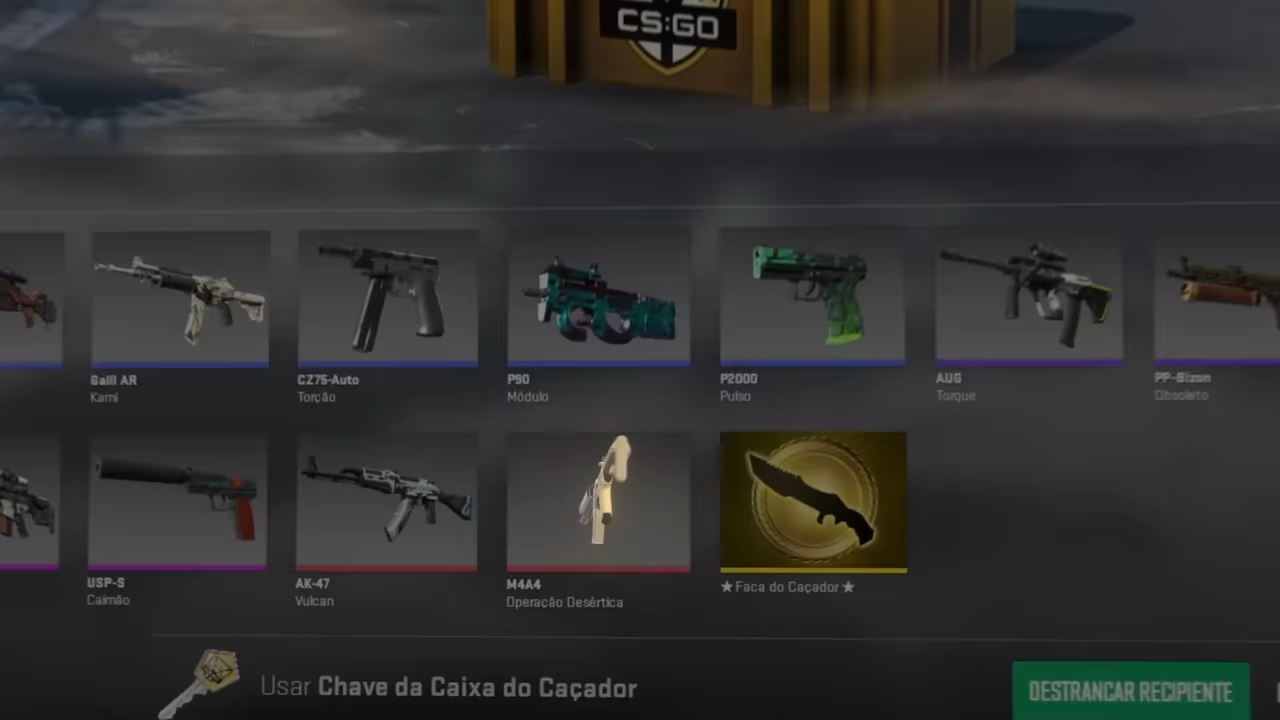 CS:GO
Galil AR
Kami
CZ75-Auto
Torção
P90
Módulo
P2000
Pulso
AUG
Torque
PP-Bizon
Obsoleto
USP-S
Caimão
AK-47
Vulcan
M4A4
Operação Desértica
★ Faca do Caçador ★
Usar Chave da Caixa do Caçador
DESTRANCAR RECIPIENTE